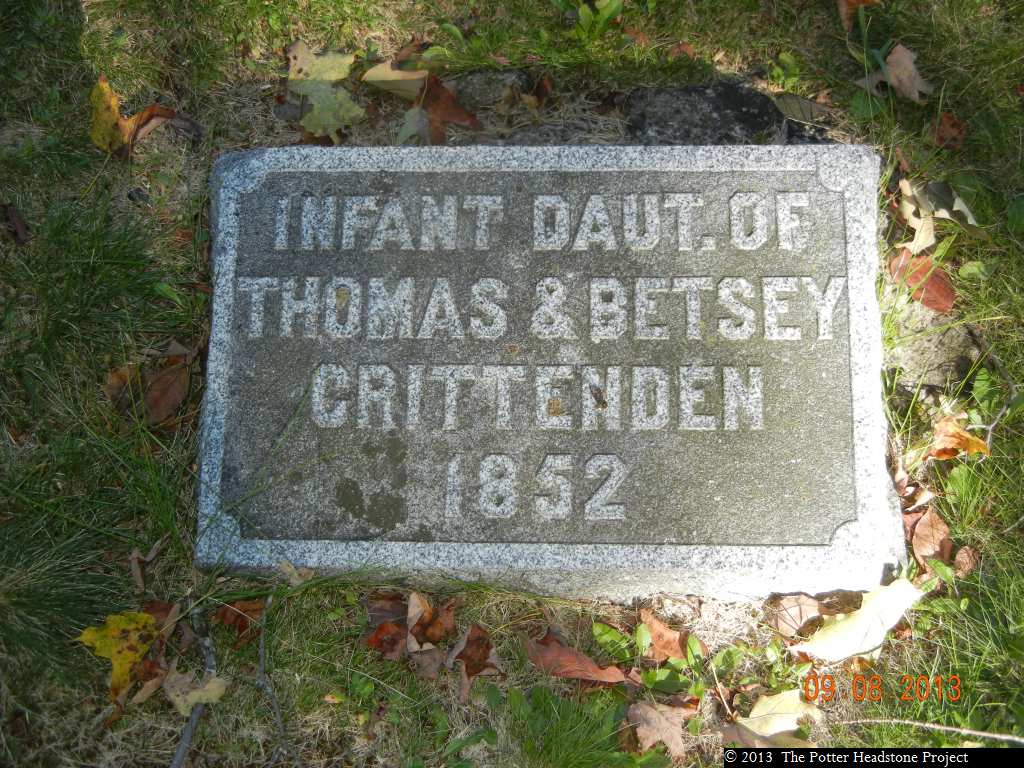 INFANT DAUT. OF
THOMAS & BETSEY
CRITTENDEN
1852
09.08.2013
© 2013 The Potter Headstone Project